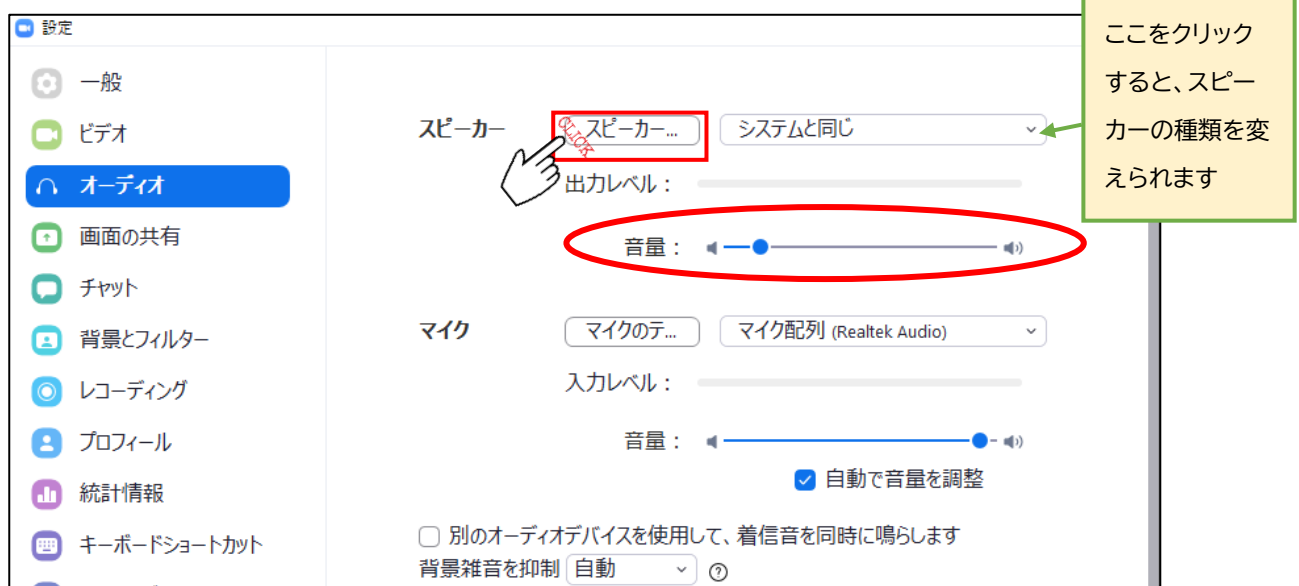 設定
一般
ビデオ
オーディオ
画面の共有
チャット
背景とフィルター
レコーディング
プロフィール
統計情報
キーボードショートカット
スピーカー
スピーカー...
CLICK
システムと同じ
出力レベル：
音量：
マイク
マイクのテ...
マイク配列 (Realtek Audio)
入力レベル：
音量：
自動で音量を調整
別のオーディオデバイスを使用して、着信音を同時に鳴らします
背景雑音を抑制 自動
ここをクリック
すると、スピー
カーの種類を変
えられます